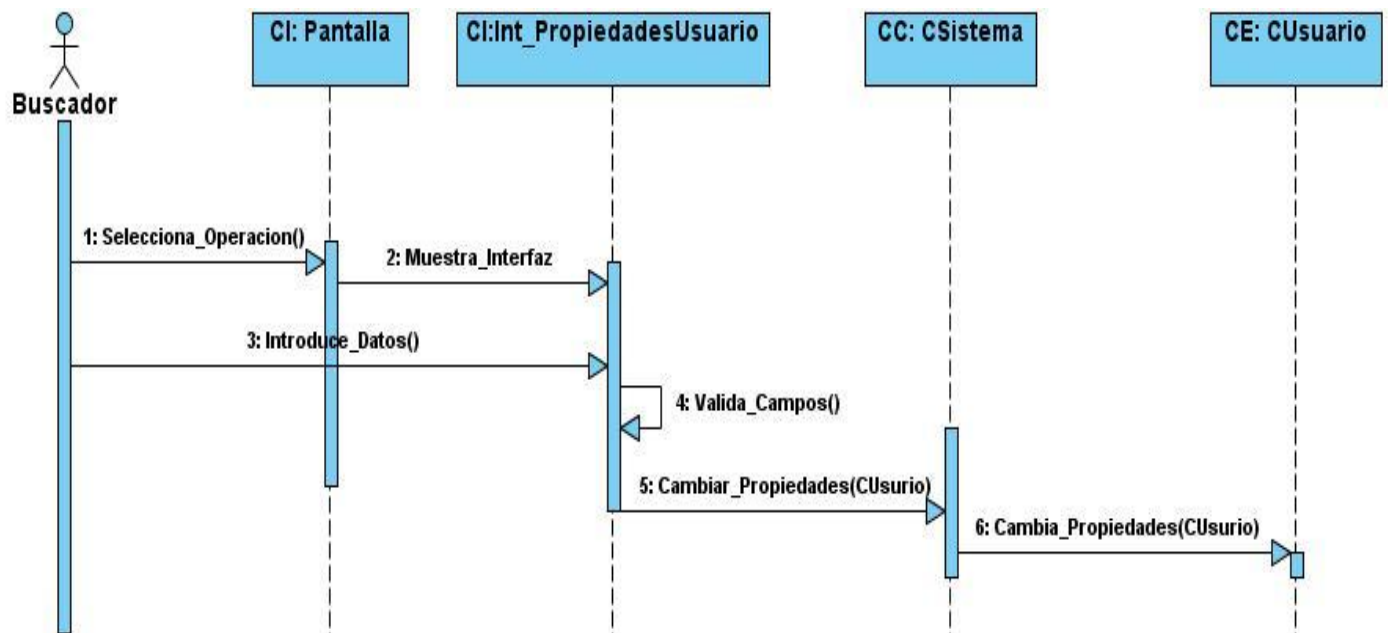 CI: Pantalla
CI:Int_PropiedadesUsuario
CC: CSistema
CE: CUsuario
Buscador
1: Selecciona_Operacion()
2: Muestra_Interfaz
3: Introduce_Datos()
4: Valida_Campos()
5: Cambiar_Propiedades(CUsurio)
6: Cambia_Propiedades(CUsurio)